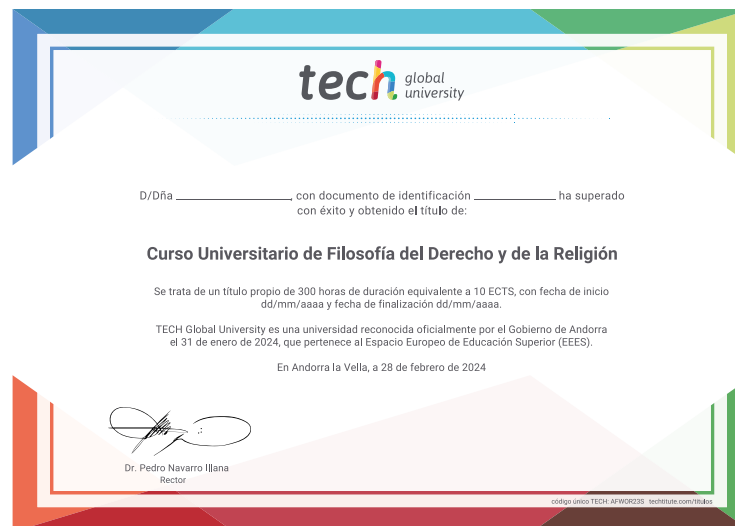 tech global university
D/Dña ____________________, con documento de identificación ______________ ha superado
con éxito y obtenido el título de:
Curso Universitario de Filosofía del Derecho y de la Religión
Se trata de un título propio de 300 horas de duración equivalente a 10 ECTS, con fecha de inicio
dd/mm/aaaa y fecha de finalización dd/mm/aaaa.
TECH Global University es una universidad reconocida oficialmente por el Gobierno de Andorra
el 31 de enero de 2024, que pertenece al Espacio Europeo de Educación Superior (EEES).
En Andorra la Vella, a 28 de febrero de 2024
Dr. Pedro Navarro Illana
Rector
código único TECH: AFWOR23S techtitute.com/titulos